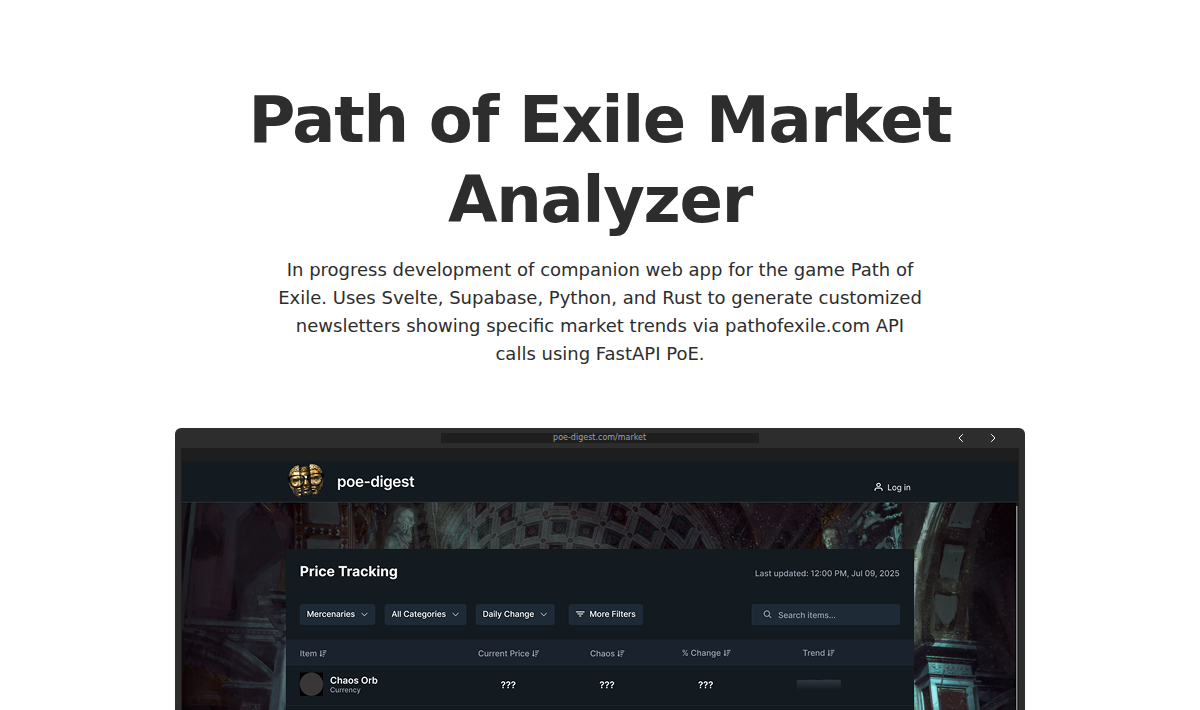 Path of Exile Market
Analyzer
In progress development of companion web app for the game Path of
Exile. Uses Svelte, Supabase, Python, and Rust to generate customized
newsletters showing specific market trends via pathofexile.com API
calls using FastAPI PoE.
poe-digest.com/market
poe-digest
Log in
Price Tracking
Last updated: 12:00 PM, Jul 09, 2025
Mercenaries All Categories Daily Change More Filters Search items...
Item Current Price Chaos % Change Trend
Chaos Orb
Currency
??? ??? ???